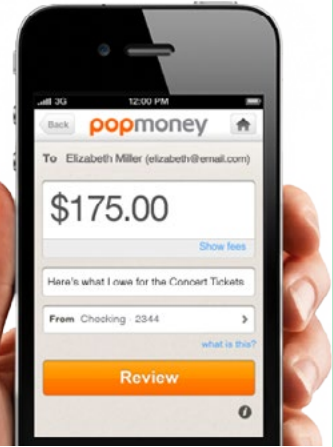 3G 12:00 PM
Back popmoney
To Elizabeth Miller (elizabeth@email.com)
$175.00
Show fees
Here's what I owe for the Concert Tickets
From Checking - 2344 >
what is this?
Review
i